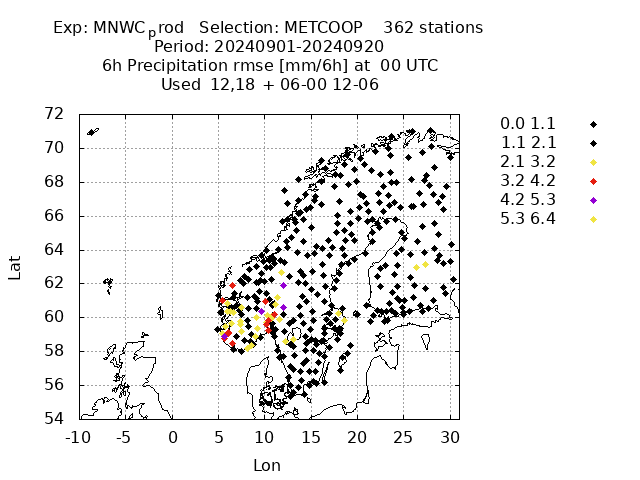 Exp: MNWCprod   Selection: METCOOP    362 stations
Period: 20240901-20240920
6h Precipitation rmse [mm/6h] at  00 UTC
Used  12,18 + 06-00 12-06
0.0 1.1
1.1 2.1
2.1 3.2
3.2 4.2
4.2 5.3
5.3 6.4
72
70
68
66
64
62
60
58
56
54
Lat
-10 -5 0 5 10 15 20 25 30
Lon